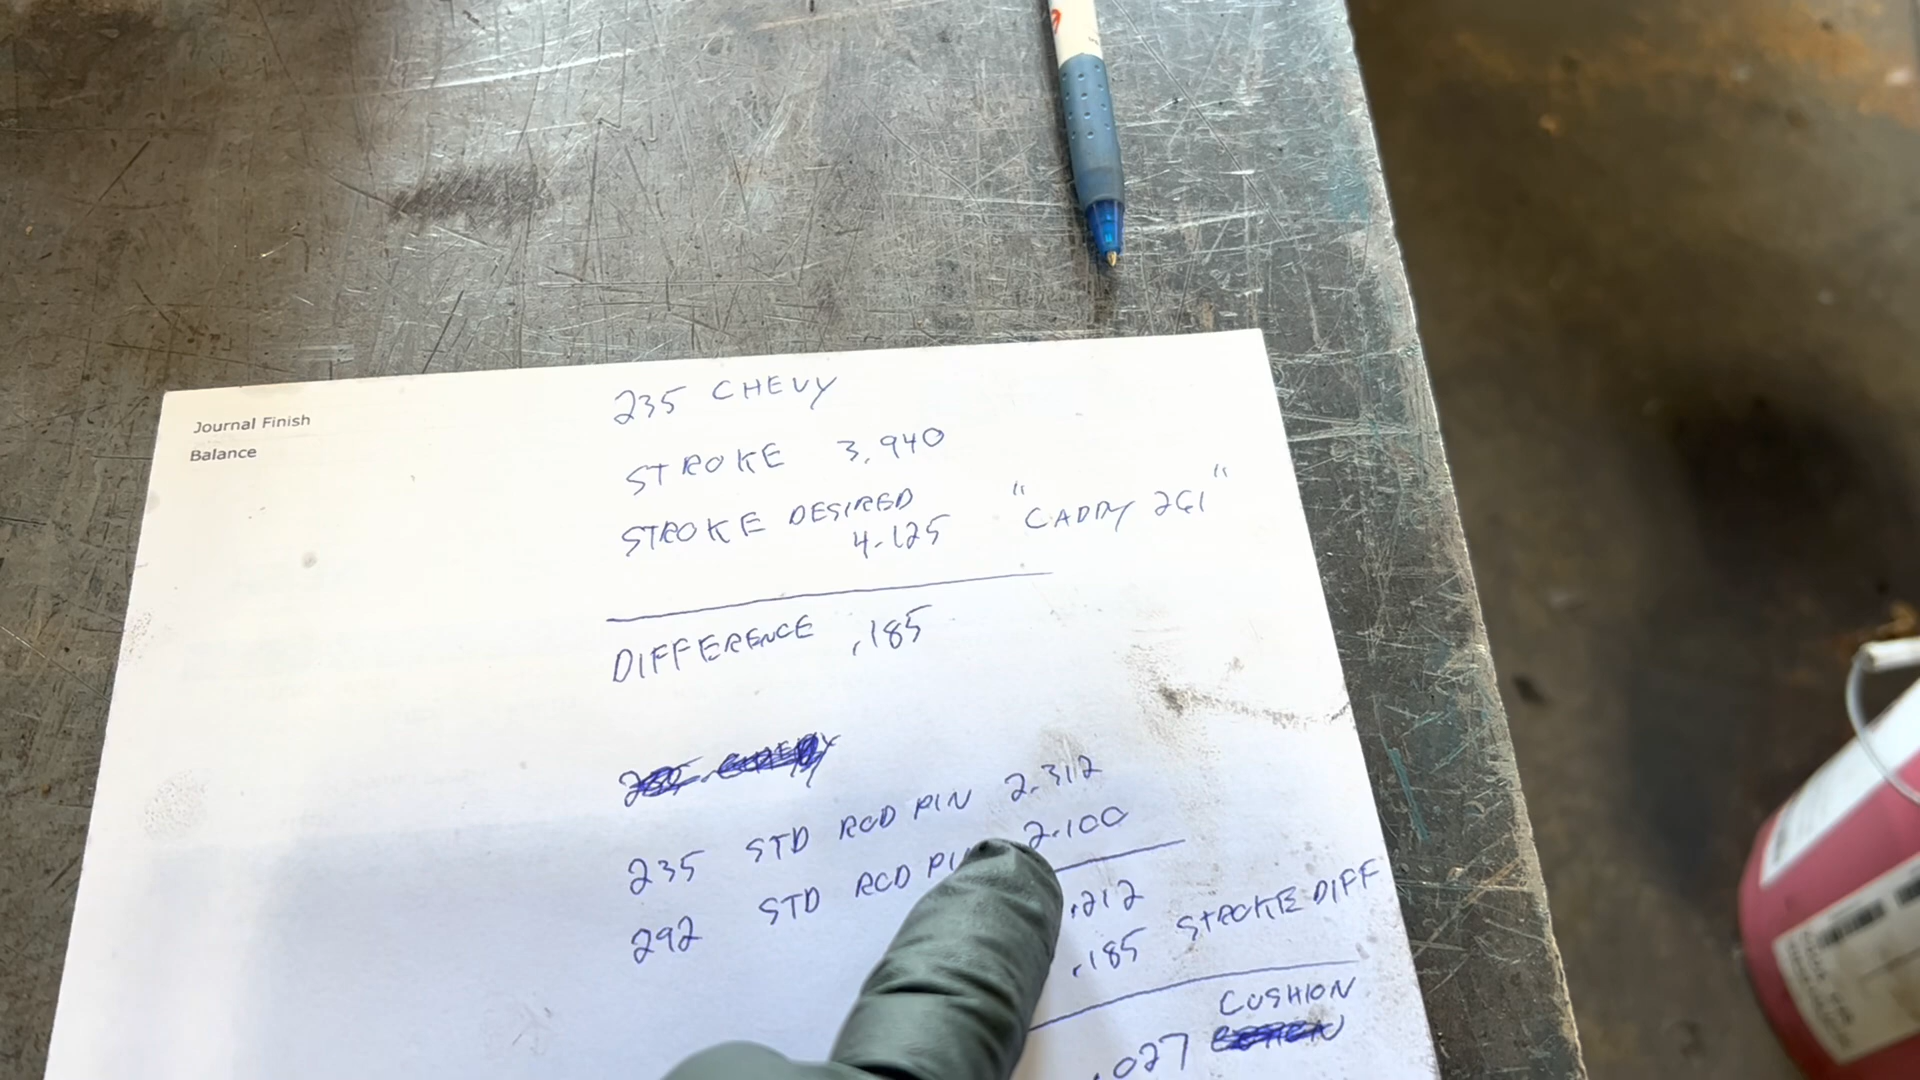 Journal Finish
Balance
235 CHEVY
STROKE 3.940
STROKE DESIRED
4.125 "CADDY 261"
DIFFERENCE .185
235 STD ROD PIN 2.312
292 STD ROD PIN 2.100
.212
.185 STROKE DIFF
CUSHION
.027